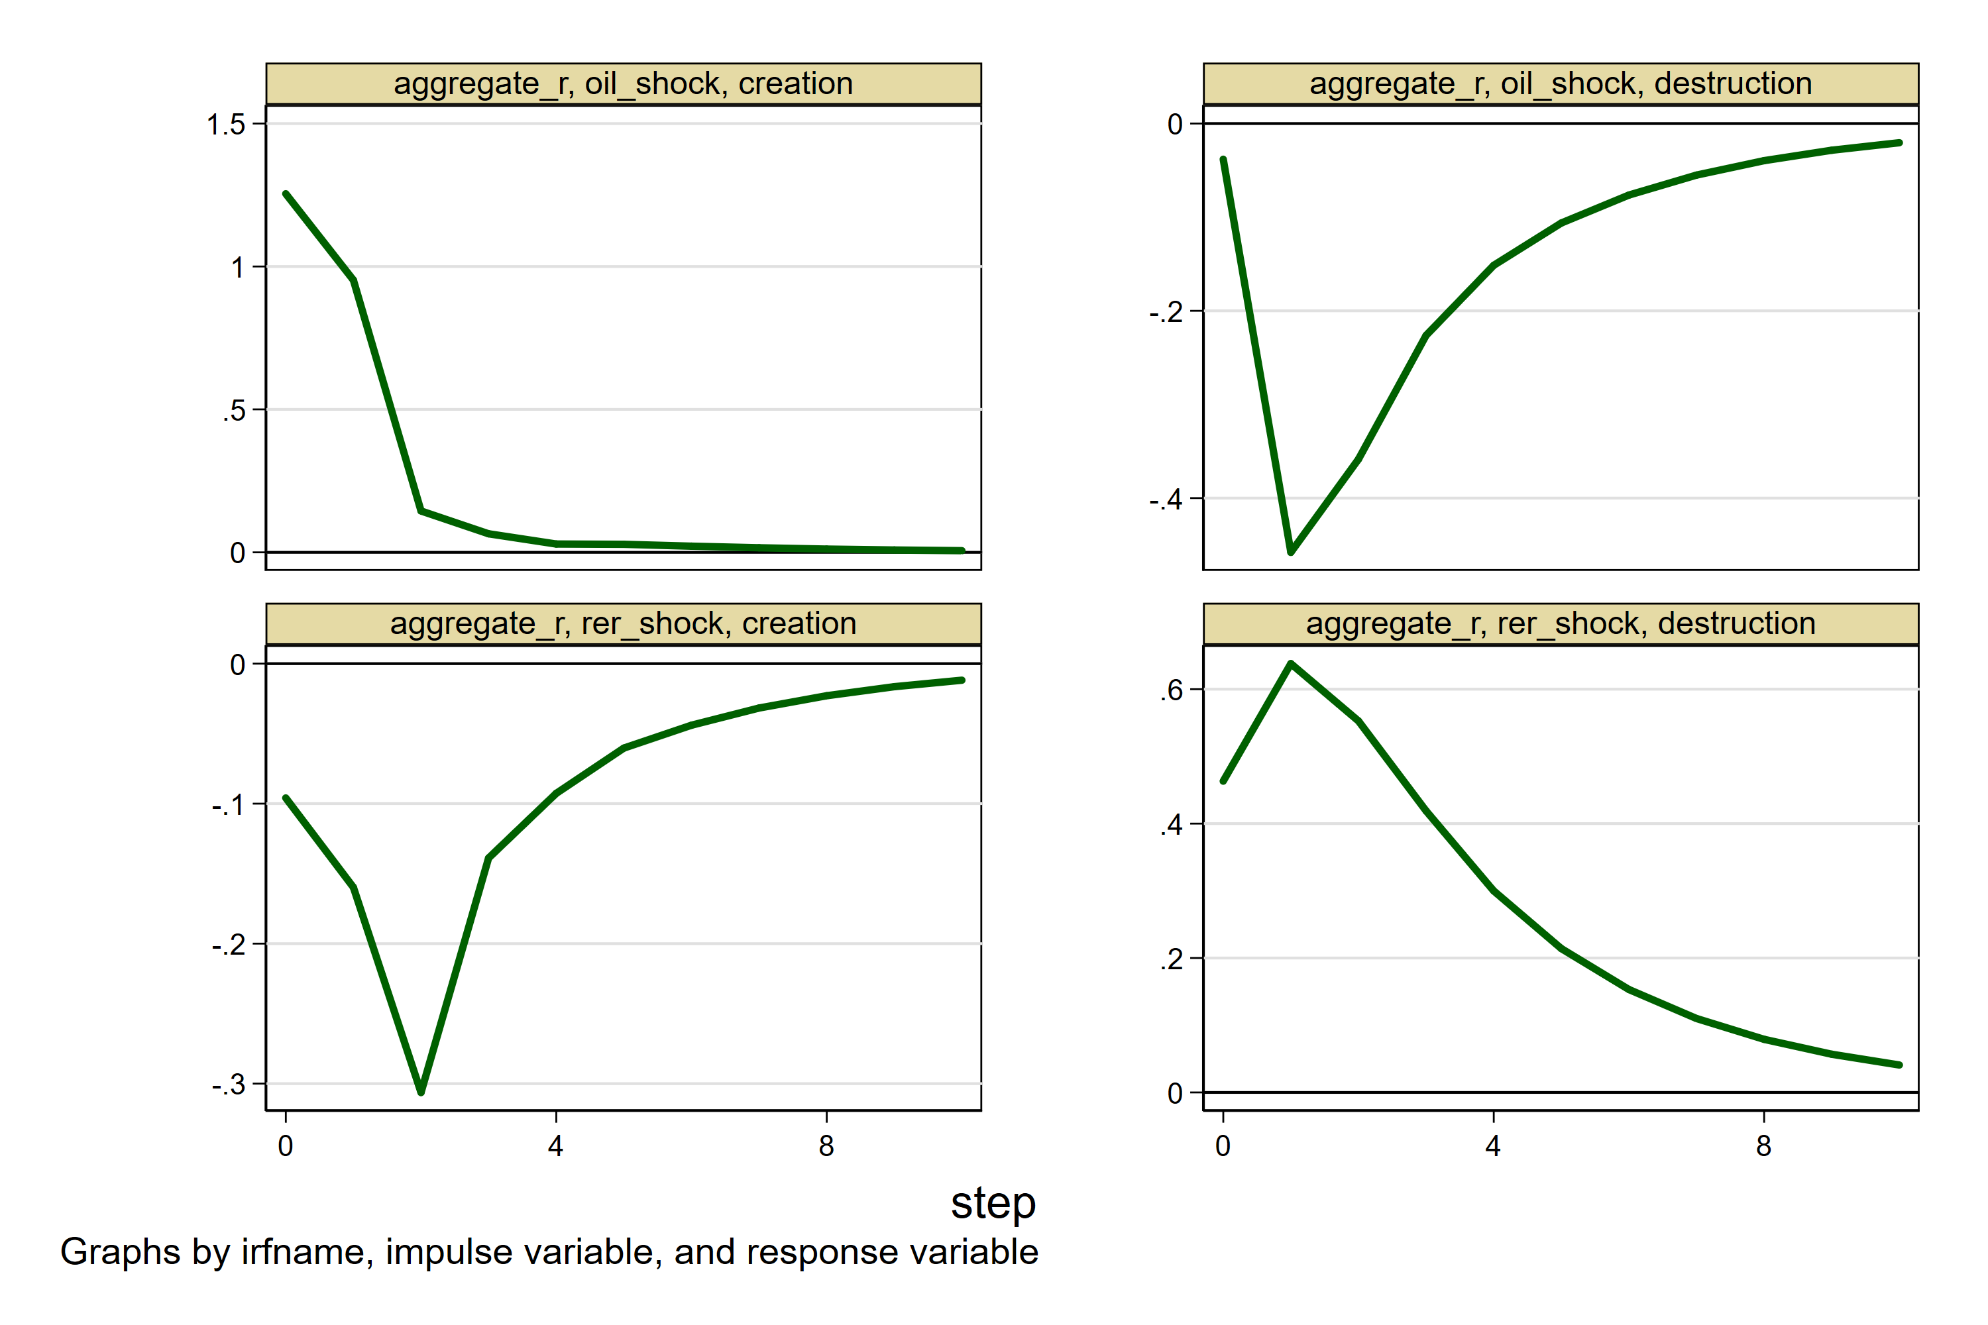 aggregate_r, oil_shock, creation
1.5
1
.5
0
aggregate_r, oil_shock, destruction
0
-.2
-.4
aggregate_r, rer_shock, creation
0
-.1
-.2
-.3
0 4 8
aggregate_r, rer_shock, destruction
.6
.4
.2
0
0 4 8
step
Graphs by irfname, impulse variable, and response variable